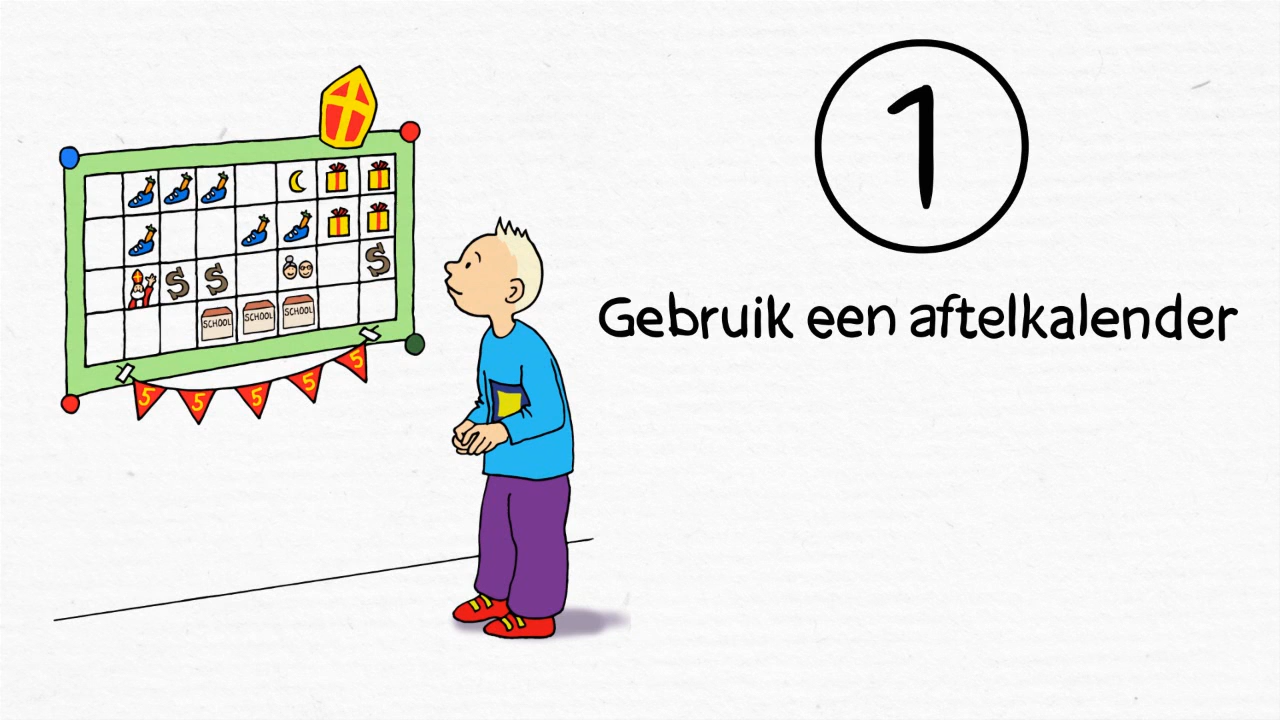 1
Gebruik een aftelkalender
S
S S
SCHOOL SCHOOL SCHOOL
5 5 5 5 5